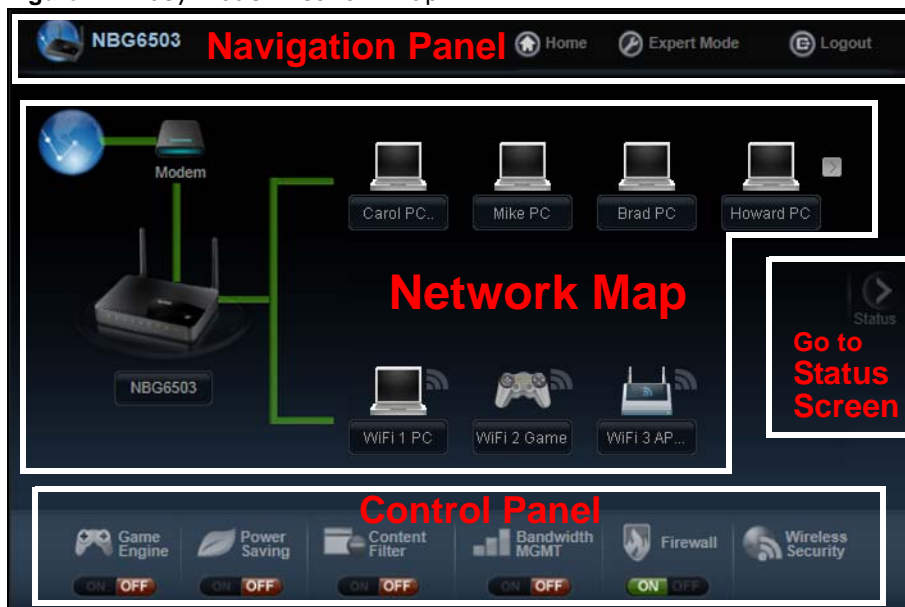 NBG6503 Navigation Panel Home Expert Mode Logout
Modem
Carol PC.. Mike PC Brad PC Howard PC
Network Map
Status
Go to
Status
Screen
NBG6503
WiFi 1 PC WiFi 2 Game WiFi 3 AP...
Control Panel
Game Engine
Power Saving
Content Filter
Bandwidth MGMT
Firewall
Wireless Security
ON OFF ON OFF ON OFF ON OFF ON OFF